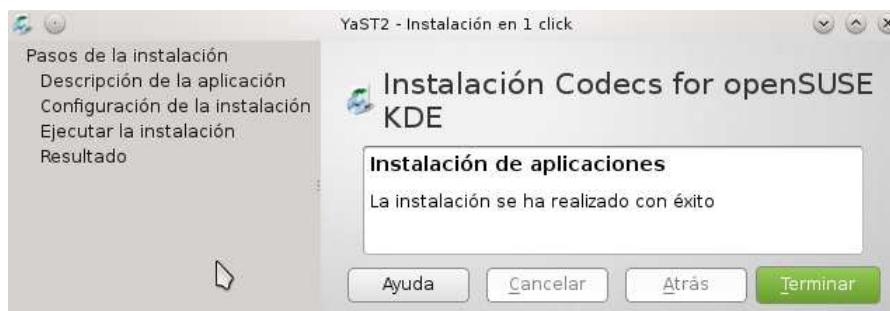 YaST2 - Instalación en 1 click
Pasos de la instalación
Descripción de la aplicación
Configuración de la instalación
Ejecutar la instalación
Resultado
Instalación Codecs for openSUSE
KDE
Instalación de aplicaciones
La instalación se ha realizado con éxito
Ayuda
Cancelar
Atrás
Terminar